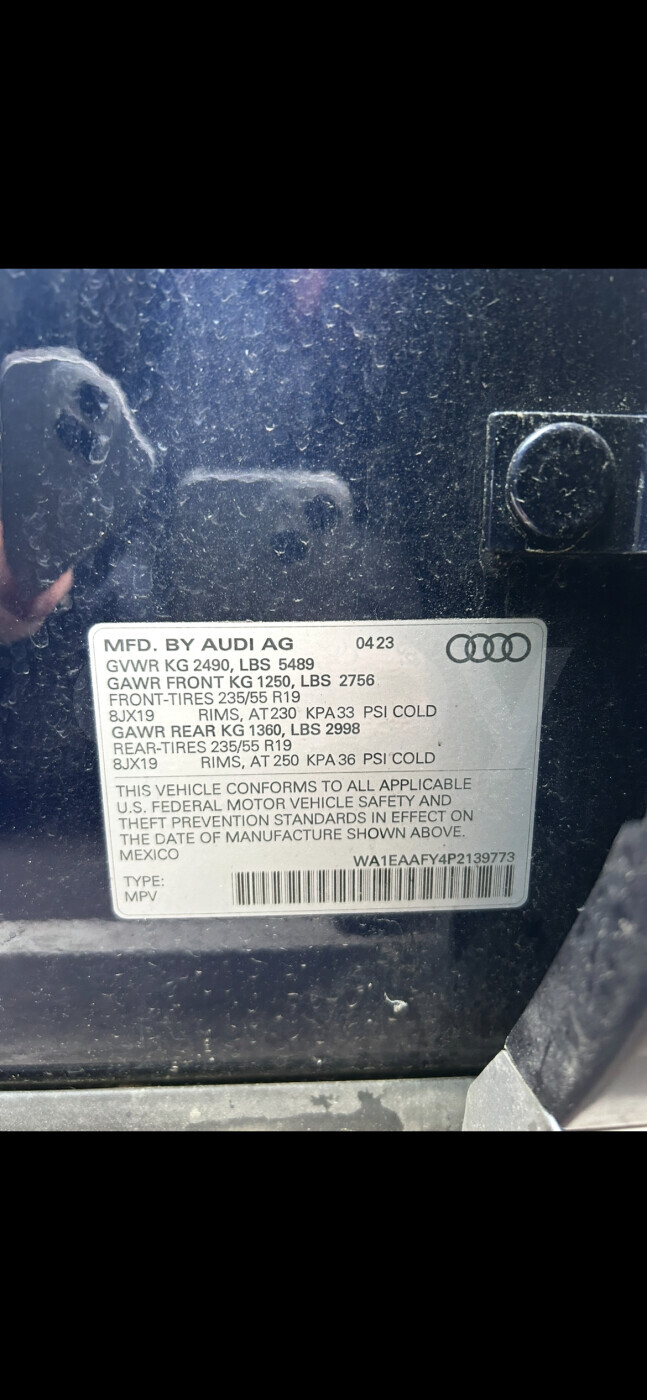 MFD. BY AUDI AG 04 23
GVWR KG 2490, LBS 5489
GAWR FRONT KG 1250, LBS 2756
FRONT-TIRES 235/55 R19
8JX19 RIMS, AT 230 KPA 33 PSI COLD
GAWR REAR KG 1360, LBS 2998
REAR-TIRES 235/55 R19
8JX19 RIMS, AT 250 KPA 36 PSI COLD
THIS VEHICLE CONFORMS TO ALL APPLICABLE
U.S. FEDERAL MOTOR VEHICLE SAFETY AND
THEFT PREVENTION STANDARDS IN EFFECT ON
THE DATE OF MANUFACTURE SHOWN ABOVE.
MEXICO
WA1EAAFY4P2139773
TYPE:
MPV